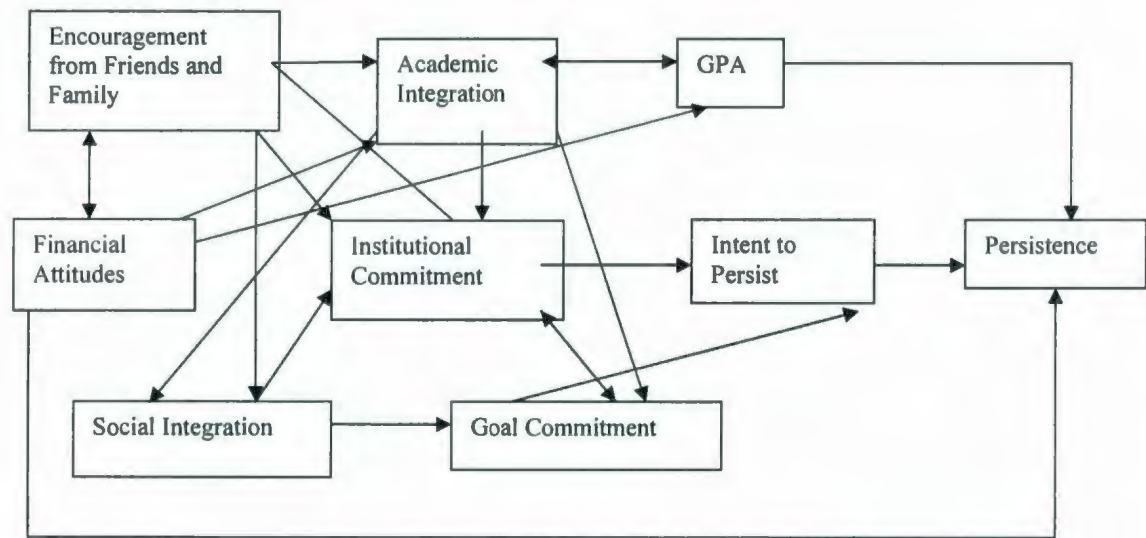 Encouragement
from Friends and
Family
Academic
Integration
GPA
Financial
Attitudes
Institutional
Commitment
Intent to
Persist
Persistence
Social Integration
Goal Commitment